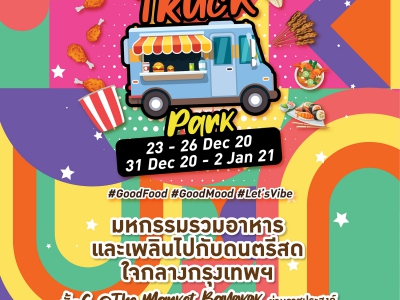 TRuCK
Park
23 - 26 Dec 20
31 Dec 20 - 2 Jan 21
#GoodFood #GoodMood #Let'sVibe
มหกรรมรวมอาหาร
และเพลินไปกับดนตรีสด
ใจกลางกรุงเทพฯ
@The Market Bangkok